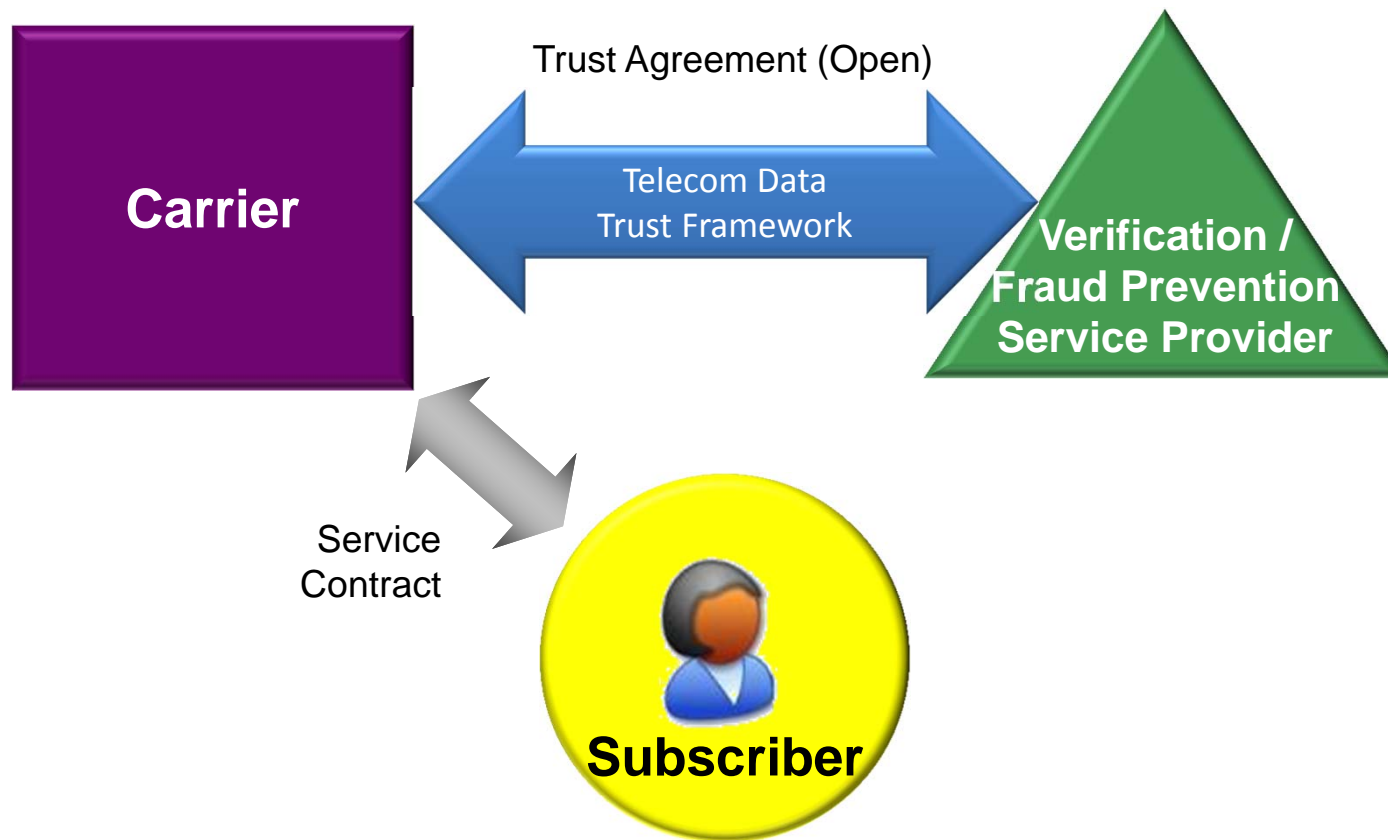 Trust Agreement (Open)
Carrier
Telecom Data
Trust Framework
Verification /
Fraud Prevention
Service Provider
Service
Contract
Subscriber